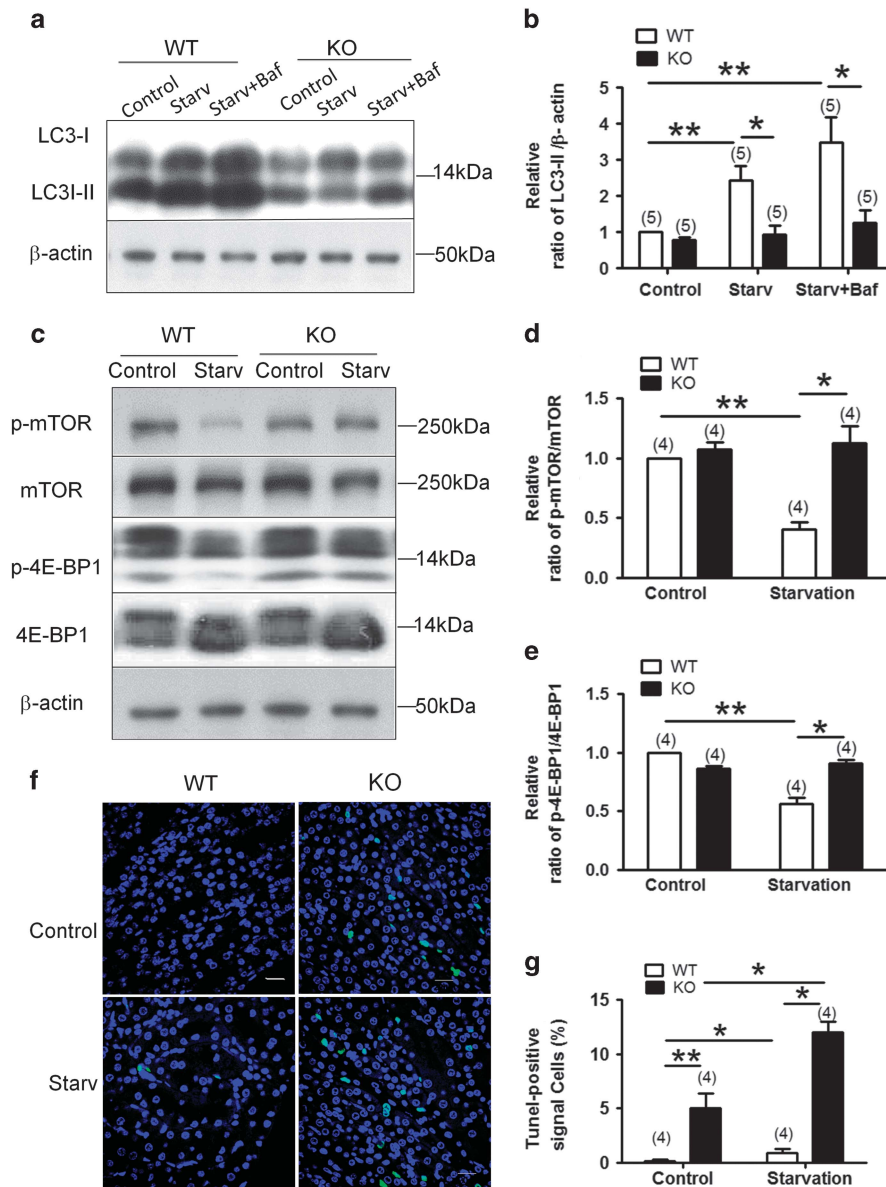 a
WT
KO
Control
Starv
Starv+Baf
Control
Starv
Starv+Baf
LC3-I
LC3I-II
β-actin
14kDa
50kDa
b
WT
KO
Relative
ratio of LC3-II /β- actin
5
4
3
2
1
0
**
*
**
*
(5)
(5)
(5)
(5)
(5)
(5)
Control
Starv
Starv+Baf
c
WT
KO
Control
Starv
Control
Starv
p-mTOR
250kDa
mTOR
250kDa
p-4E-BP1
14kDa
4E-BP1
14kDa
β-actin
50kDa
d
WT
KO
Relative
ratio of p-mTOR/mTOR
1.5
1.0
0.5
0.0
**
*
(4)
(4)
(4)
(4)
Control
Starvation
e
WT
KO
Relative
ratio of p-4E-BP1/4E-BP1
1.5
1.0
0.5
0.0
**
*
(4)
(4)
(4)
(4)
Control
Starvation
f
WT
KO
Control
Starv
g
WT
KO
Tunel-positive
signal Cells (%)
15
10
5
0
*
*
*
**
(4)
(4)
(4)
(4)
Control
Starvation